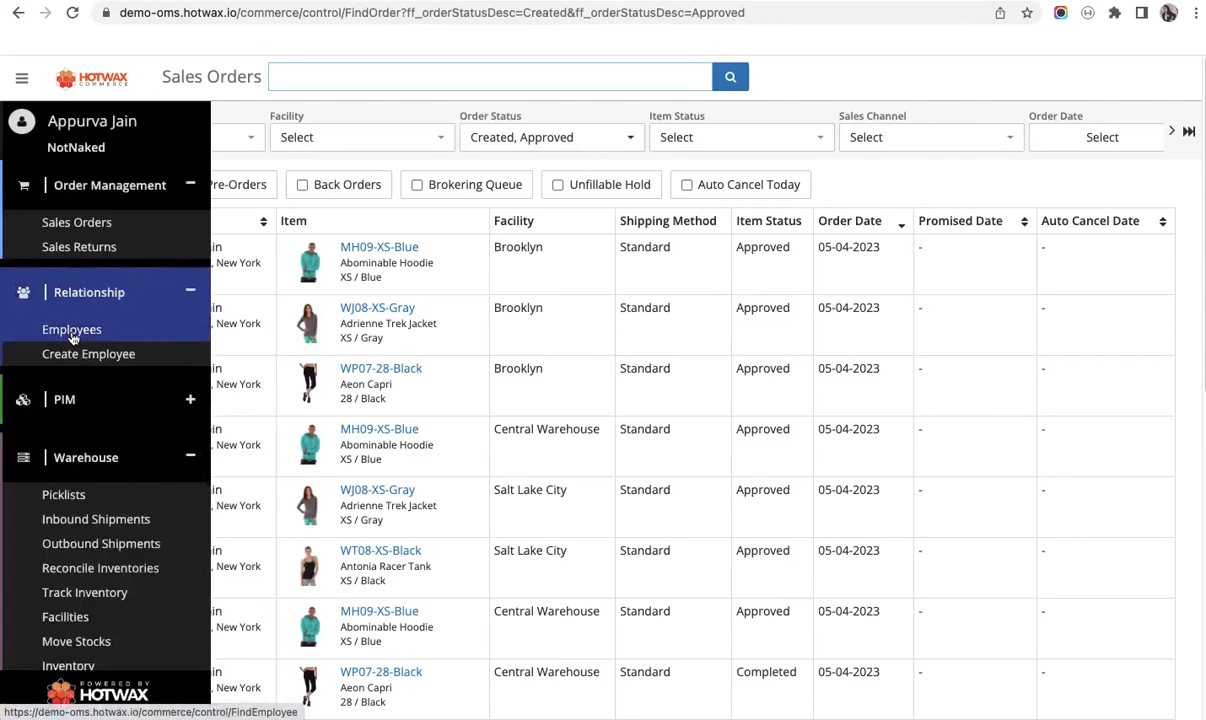 demo-oms.hotwax.io/commerce/control/FindOrder?ff_orderStatusDesc=Created&ff_orderStatusDesc=Approved
HOTWAX
COMMERCE
Sales Orders
Appurva Jain
NotNaked
Order Management
Sales Orders
Sales Returns
Relationship
Employees
Create Employee
PIM
Warehouse
Picklists
Inbound Shipments
Outbound Shipments
Reconcile Inventories
Track Inventory
Facilities
Move Stocks
Inventory
POWERED BY
HOTWAX
https://demo-oms.hotwax.io/commerce/control/FindEmployee
Facility Order Status Item Status Sales Channel Order Date
Select Created, Approved Select Select Select
Pre-Orders Back Orders Brokering Queue Unfillable Hold Auto Cancel Today
Item Facility Shipping Method Item Status Order Date Promised Date Auto Cancel Date
in MH09-XS-Blue Brooklyn Standard Approved 05-04-2023 - -
, New York Abominable Hoodie
XS / Blue
in WJ08-XS-Gray Brooklyn Standard Approved 05-04-2023 - -
, New York Adrienne Trek Jacket
XS / Gray
in WP07-28-Black Brooklyn Standard Approved 05-04-2023 - -
, New York Aeon Capri
28 / Black
in MH09-XS-Blue Central Warehouse Standard Approved 05-04-2023 - -
, New York Abominable Hoodie
XS / Blue
in WJ08-XS-Gray Salt Lake City Standard Approved 05-04-2023 - -
, New York Adrienne Trek Jacket
XS / Gray
in WT08-XS-Black Salt Lake City Standard Approved 05-04-2023 - -
, New York Antonia Racer Tank
XS / Black
in MH09-XS-Blue Central Warehouse Standard Approved 05-04-2023 - -
, New York Abominable Hoodie
XS / Blue
in WP07-28-Black Central Warehouse Standard Completed 05-04-2023 - -
, New York Aeon Capri
28 / Black